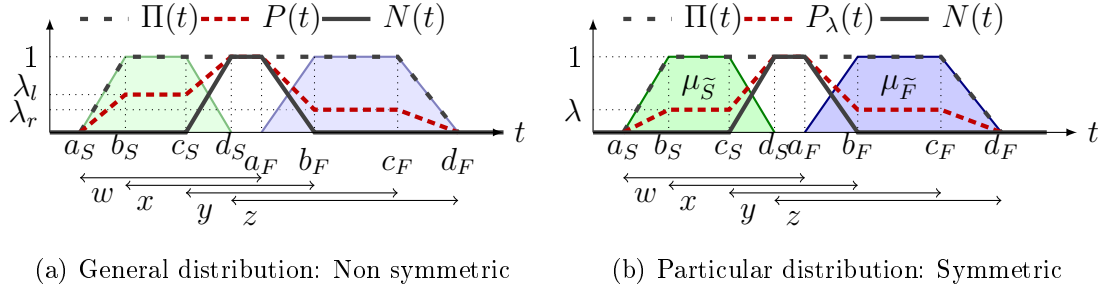 Π(t) P(t) N(t)
1
λ_l
λ_r
t
a_S b_S c_S d_S a_F b_F c_F d_F
w
x
y
z
(a) General distribution: Non symmetric
Π(t) P_λ(t) N(t)
1
μ_S̃ μ_F̃
λ
t
a_S b_S c_S d_S a_F b_F c_F d_F
w
x
y
z
(b) Particular distribution: Symmetric